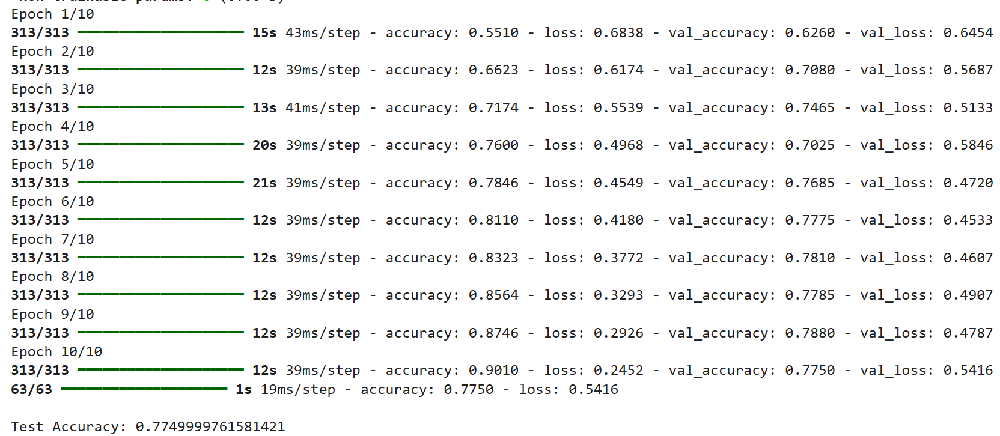 Epoch 1/10
313/313 ━━━━━━━━━━━━━━━━━━━━ 15s 43ms/step - accuracy: 0.5510 - loss: 0.6838 - val_accuracy: 0.6260 - val_loss: 0.6454
Epoch 2/10
313/313 ━━━━━━━━━━━━━━━━━━━━ 12s 39ms/step - accuracy: 0.6623 - loss: 0.6174 - val_accuracy: 0.7080 - val_loss: 0.5687
Epoch 3/10
313/313 ━━━━━━━━━━━━━━━━━━━━ 13s 41ms/step - accuracy: 0.7174 - loss: 0.5539 - val_accuracy: 0.7465 - val_loss: 0.5133
Epoch 4/10
313/313 ━━━━━━━━━━━━━━━━━━━━ 20s 39ms/step - accuracy: 0.7600 - loss: 0.4968 - val_accuracy: 0.7025 - val_loss: 0.5846
Epoch 5/10
313/313 ━━━━━━━━━━━━━━━━━━━━ 21s 39ms/step - accuracy: 0.7846 - loss: 0.4549 - val_accuracy: 0.7685 - val_loss: 0.4720
Epoch 6/10
313/313 ━━━━━━━━━━━━━━━━━━━━ 12s 39ms/step - accuracy: 0.8110 - loss: 0.4180 - val_accuracy: 0.7775 - val_loss: 0.4533
Epoch 7/10
313/313 ━━━━━━━━━━━━━━━━━━━━ 12s 39ms/step - accuracy: 0.8323 - loss: 0.3772 - val_accuracy: 0.7810 - val_loss: 0.4607
Epoch 8/10
313/313 ━━━━━━━━━━━━━━━━━━━━ 12s 39ms/step - accuracy: 0.8564 - loss: 0.3293 - val_accuracy: 0.7785 - val_loss: 0.4907
Epoch 9/10
313/313 ━━━━━━━━━━━━━━━━━━━━ 12s 39ms/step - accuracy: 0.8746 - loss: 0.2926 - val_accuracy: 0.7880 - val_loss: 0.4787
Epoch 10/10
313/313 ━━━━━━━━━━━━━━━━━━━━ 12s 39ms/step - accuracy: 0.9010 - loss: 0.2452 - val_accuracy: 0.7750 - val_loss: 0.5416
63/63 ━━━━━━━━━━━━━━━━━━━━ 1s 19ms/step - accuracy: 0.7750 - loss: 0.5416
Test Accuracy: 0.7749999761581421